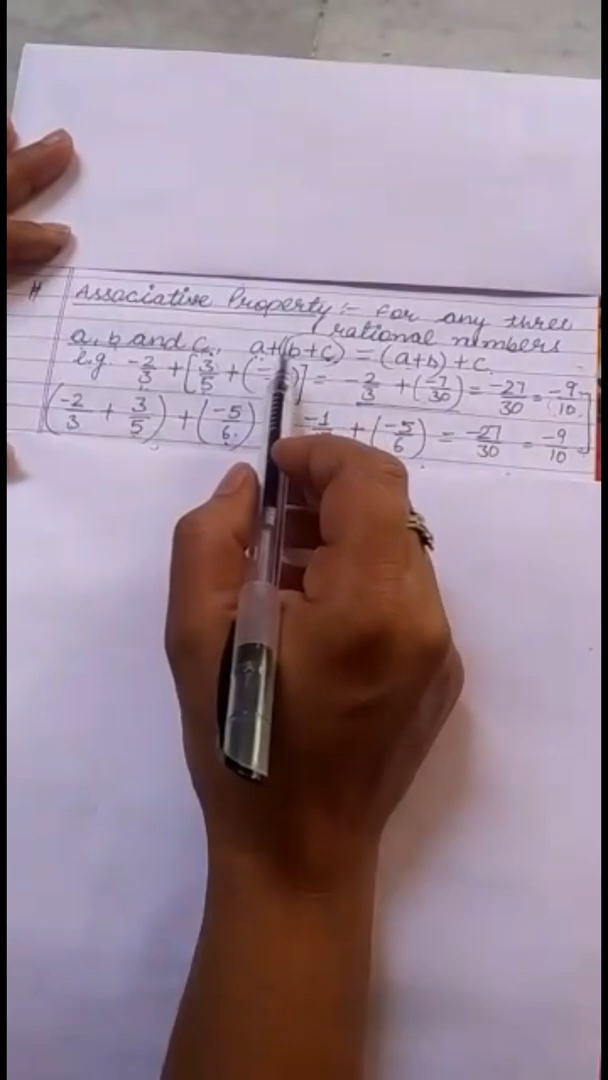 # Associative Property :- For any three
rational numbers
a, b and c, a+(b+c) = (a+b)+c.
e.g. -2/3 + [3/5 + (- ] = -2/3 + (-7/30) = -27/30 = -9/10
(-2/3 + 3/5) + (-5/6) -1 + (-5/6) = -27/30 = -9/10